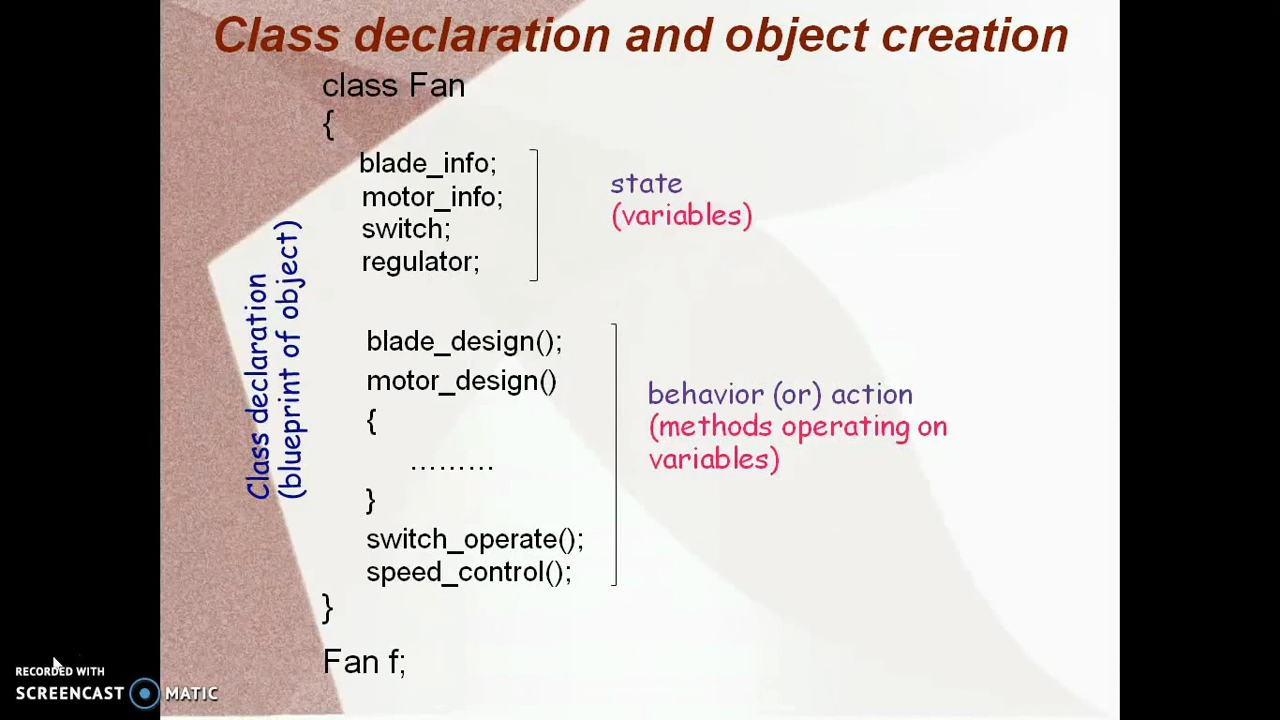 Class declaration and object creation
class Fan
{
blade_info;
motor_info;
switch;
regulator;
state
(variables)
Class declaration
(blueprint of object)
blade_design();
motor_design()
{
.........
}
switch_operate();
speed_control();
behavior (or) action
(methods operating on
variables)
}
Fan f;
RECORDED WITH
SCREENCAST MATIC